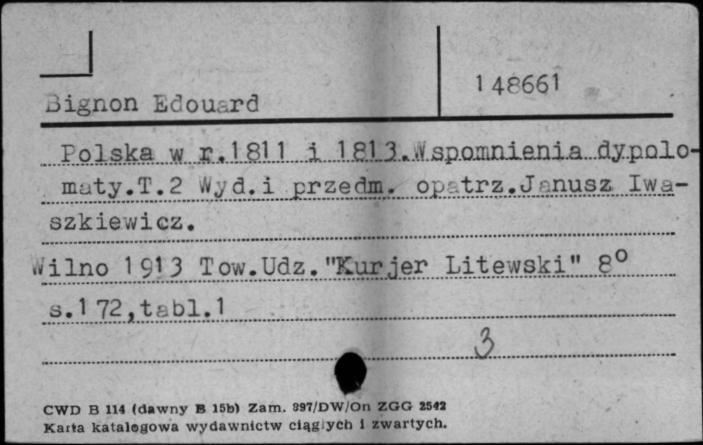 148661
Bignon Edouard
Polska w r.1811 i 1813.Wspomnienia dypolo-
maty.T.2 Wyd.i przedm. opatrz.Janusz Iwa-
szkiewicz.
Wilno 1913 Tow.Udz."Kurjer Litewski" 8°
s.172,tabl.1
3
CWD B 114 (dawny B 15b) Zam. 397/DW/On ZGG 2542
Karta katalogowa wydawnictw ciągłych i zwartych.